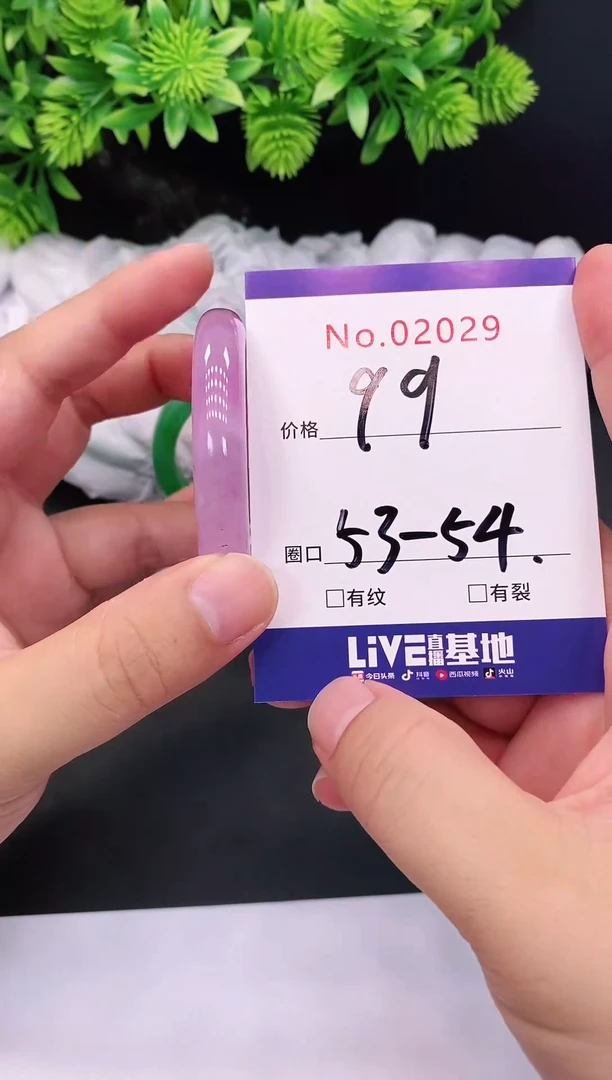 No.02029
价格 99
圈口 53-54.
□有纹 □有裂
LiVE直播基地
今日头条 抖音 西瓜视频 火山